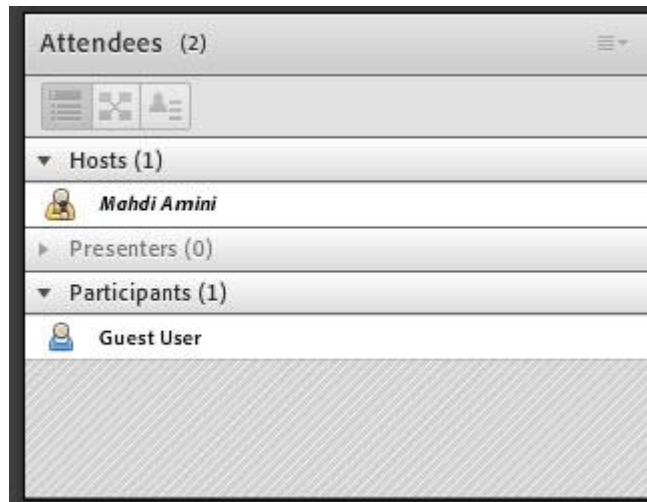 Attendees (2)
Hosts (1)
Mahdi Amini
Presenters (0)
Participants (1)
Guest User